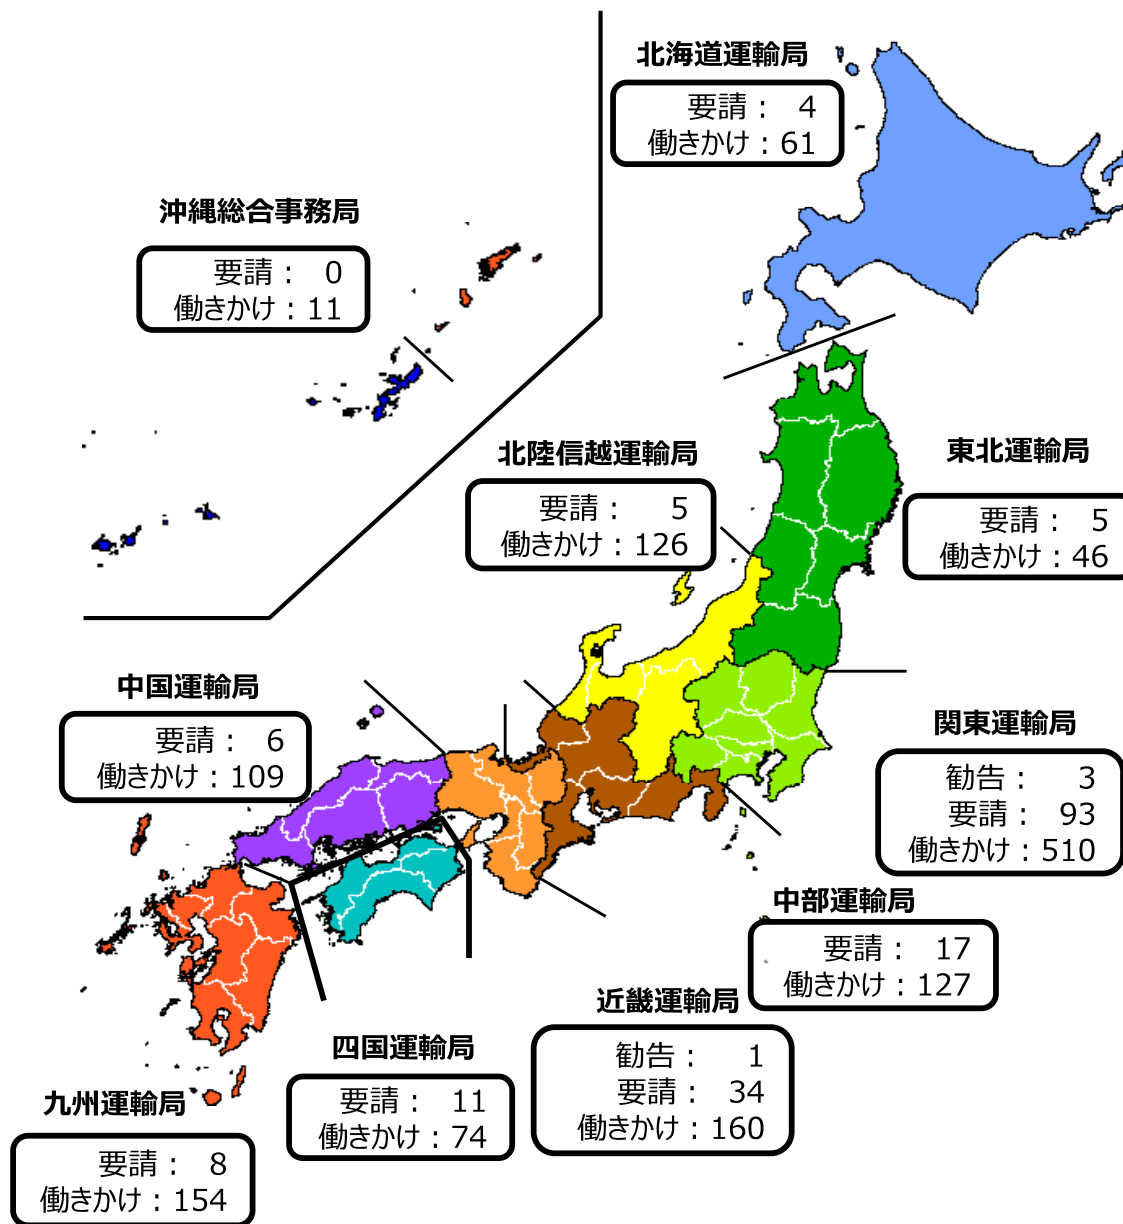 北海道運輸局
要請： 4
働きかけ：61
沖縄総合事務局
要請： 0
働きかけ：11
北陸信越運輸局
要請： 5
働きかけ：126
東北運輸局
要請： 5
働きかけ：46
中国運輸局
要請： 6
働きかけ：109
関東運輸局
勧告： 3
要請： 93
働きかけ：510
中部運輸局
要請： 17
働きかけ：127
近畿運輸局
勧告： 1
要請： 34
働きかけ：160
四国運輸局
要請： 11
働きかけ：74
九州運輸局
要請： 8
働きかけ：154